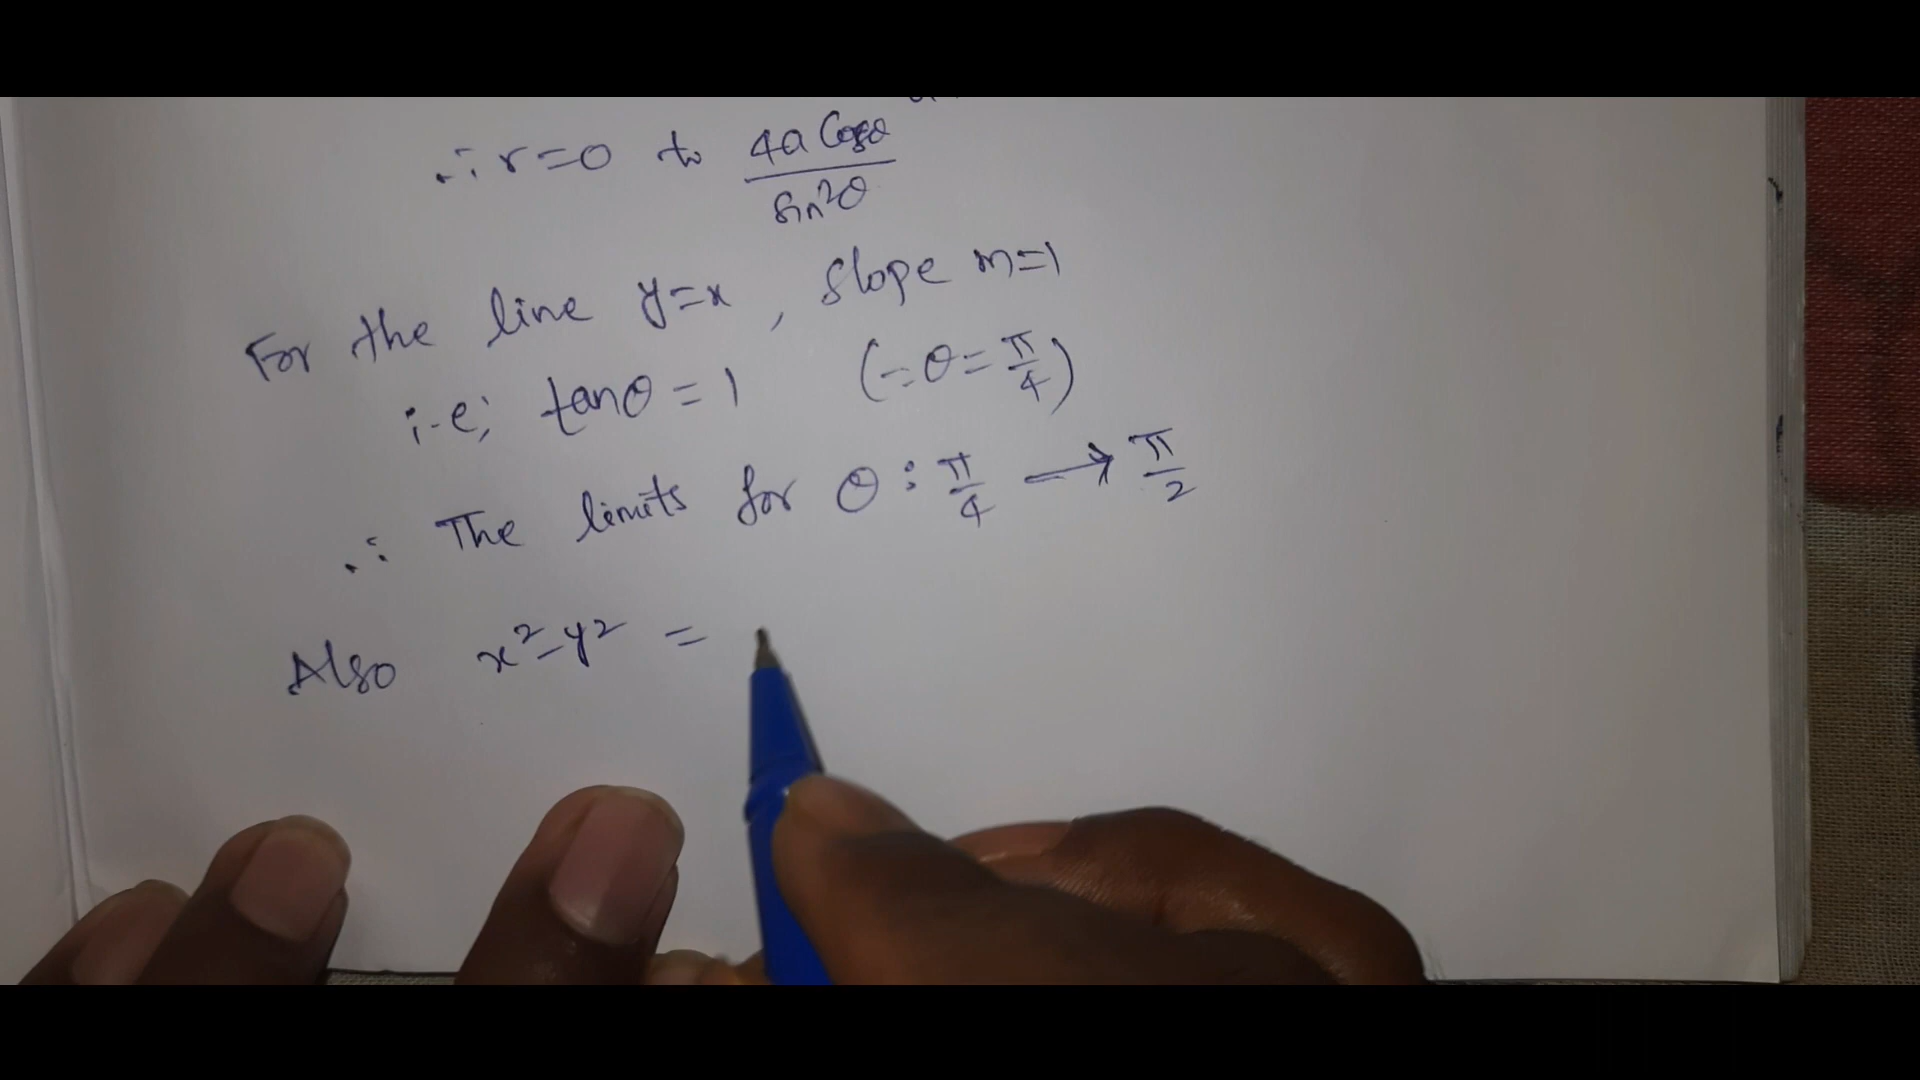 ∴ r=0 to 4a Cosθ / sin²θ
For the line y=x, slope m=1
i.e; tanθ = 1 (∴ θ = π/4)
∴ The limits for θ : π/4 → π/2
Also x²-y² =